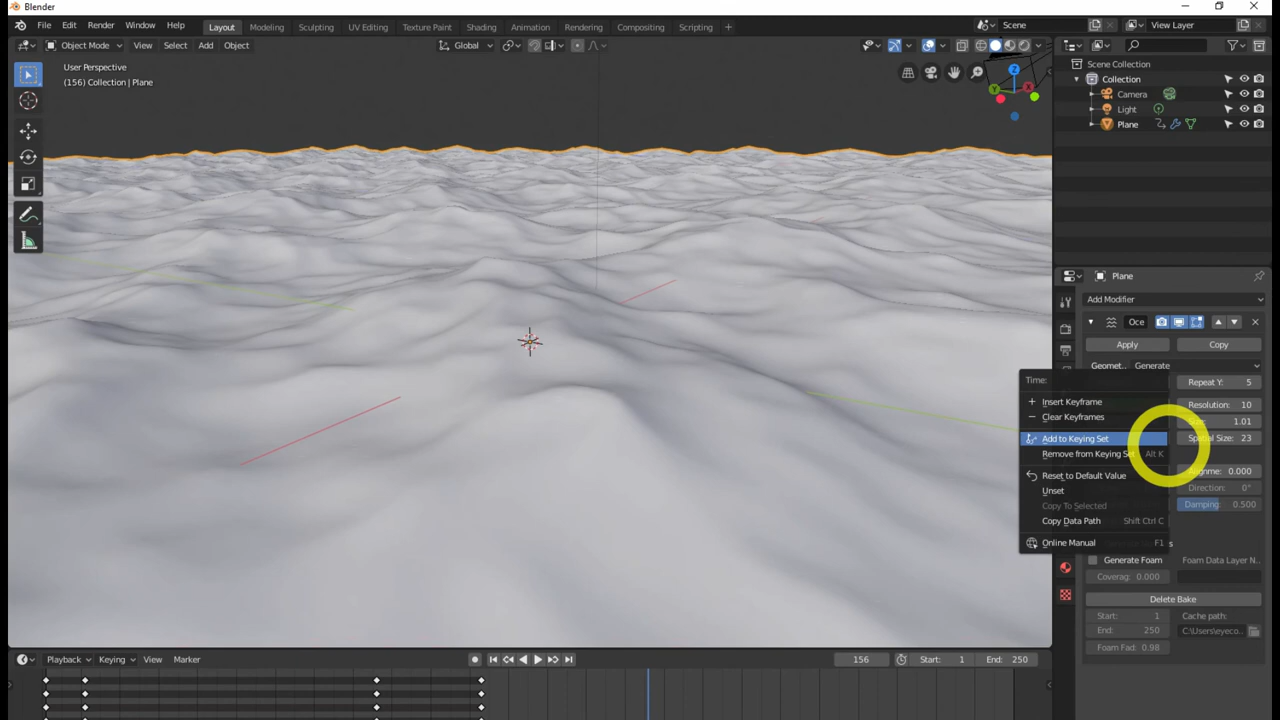 Blender
File Edit Render Window Help Layout Modeling Sculpting UV Editing Texture Paint Shading Animation Rendering Compositing Scripting + Scene View Layer
Object Mode View Select Add Object Global
User Perspective
(156) Collection | Plane
Z
Y
X
Scene Collection
Collection
Camera
Light
Plane
Plane
Add Modifier
Oce
Apply Copy
Geomet.. Generate
Repeat Y: 5
Resolution: 10
Size: 1.01
Spatial Size: 23
Alignme: 0.000
Direction: 0°
Damping: 0.500
Time:
Insert Keyframe
Clear Keyframes
Add to Keying Set
Remove from Keying Set Alt K
Reset to Default Value
Unset
Copy To Selected
Copy Data Path Shift Ctrl C
Online Manual F1
Generate Foam Foam Data Layer N..
Coverag: 0.000
Delete Bake
Start: 1 Cache path:
End: 250 C:\Users\eyeco..
Foam Fad: 0.98
Playback Keying View Marker 156 Start: 1 End: 250